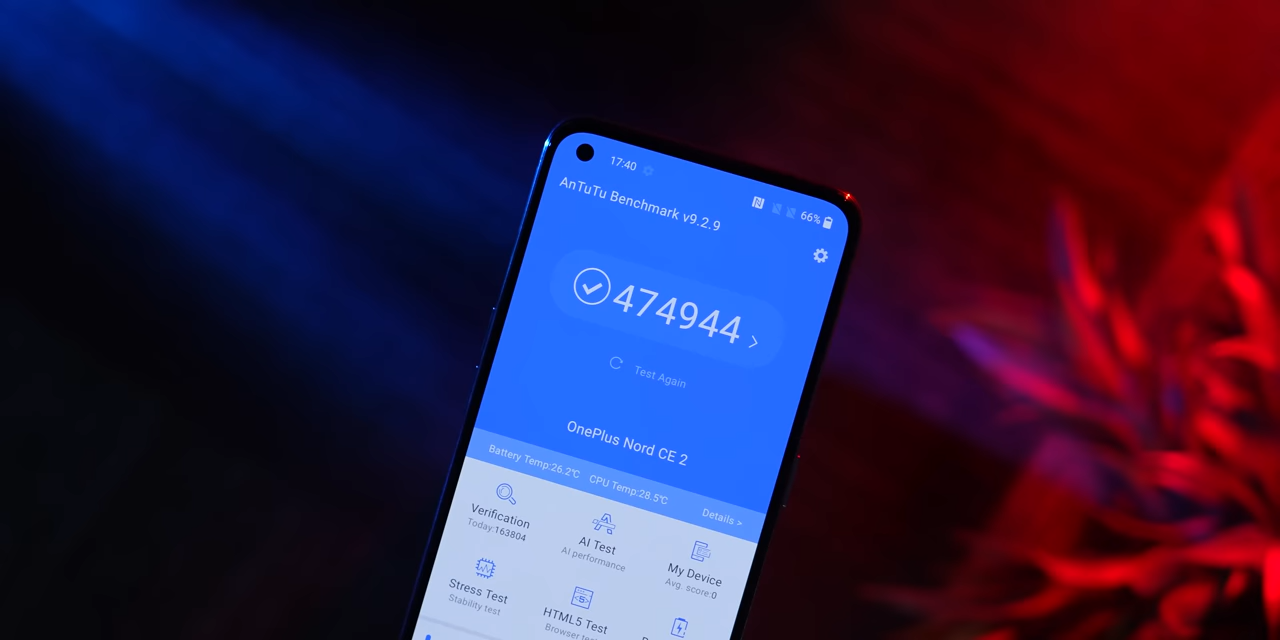 17:40
66%
AnTuTu Benchmark v9.2.9
474944 >
Test Again
OnePlus Nord CE 2
Battery Temp:26.2℃ CPU Temp:28.5℃ Details >
Verification
Today:163804
AI Test
AI performance
My Device
Avg. score:0
Stress Test
Stability test
HTML5 Test
Browser